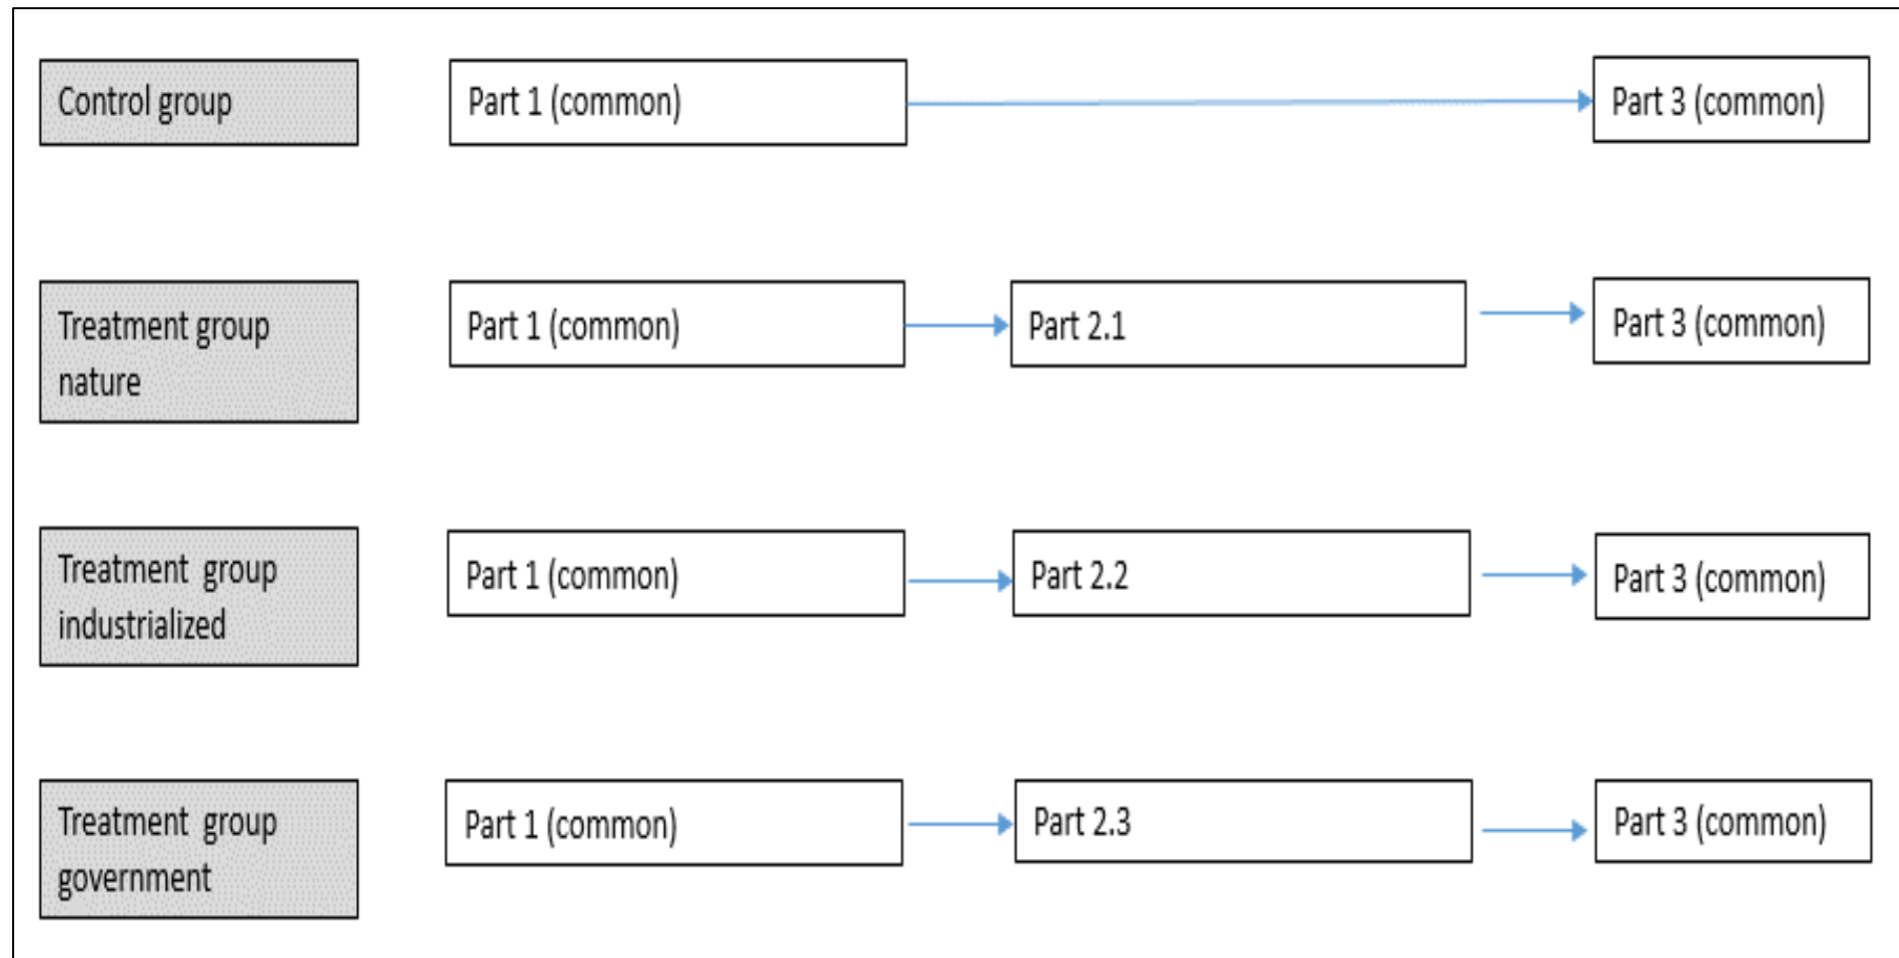 Control group
Part 1 (common)
Part 3 (common)
Treatment group
nature
Part 1 (common)
Part 2.1
Part 3 (common)
Treatment group
industrialized
Part 1 (common)
Part 2.2
Part 3 (common)
Treatment group
government
Part 1 (common)
Part 2.3
Part 3 (common)